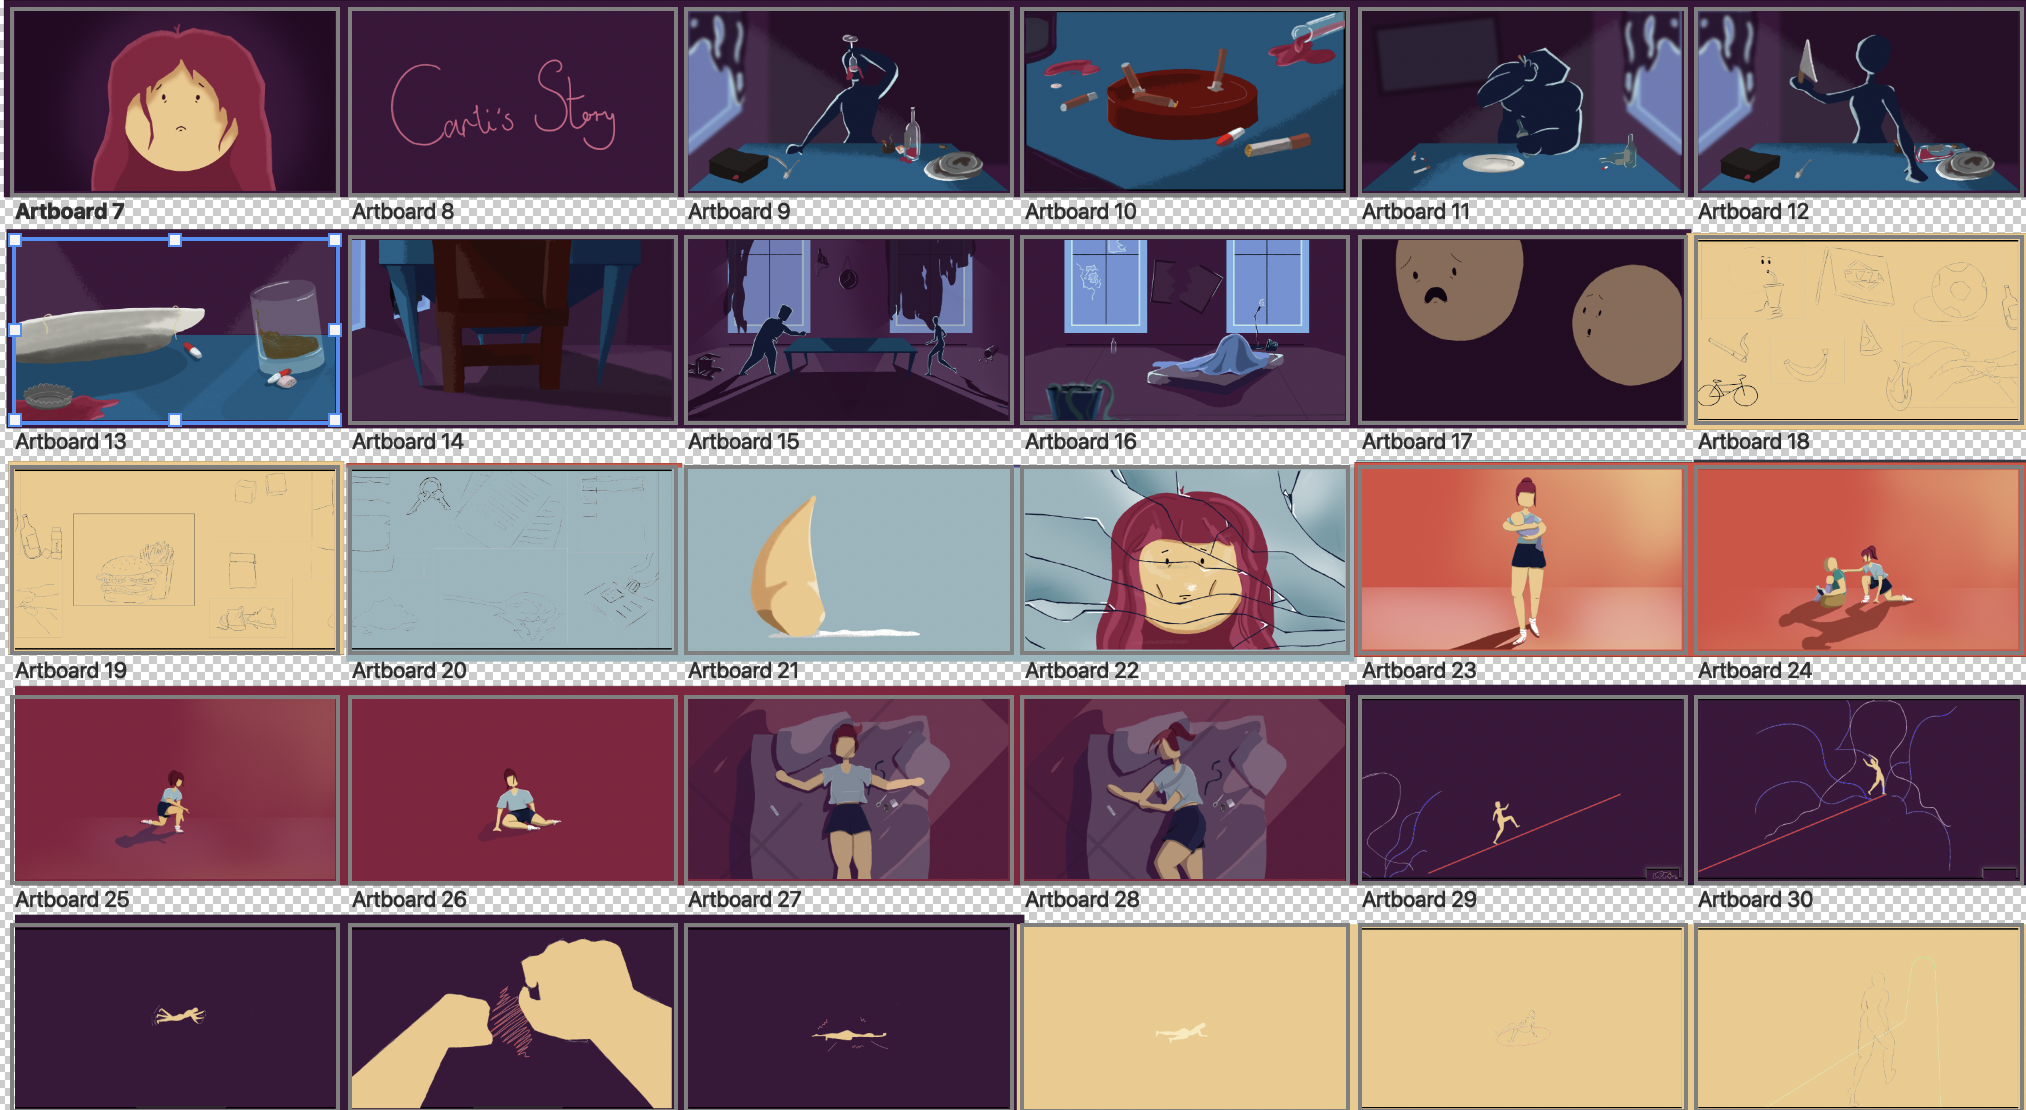 Carli's Story
Artboard 7
Artboard 8
Artboard 9
Artboard 10
Artboard 11
Artboard 12
Artboard 13
Artboard 14
Artboard 15
Artboard 16
Artboard 17
Artboard 18
Artboard 19
Artboard 20
Artboard 21
Artboard 22
Artboard 23
Artboard 24
Artboard 25
Artboard 26
Artboard 27
Artboard 28
Artboard 29
Artboard 30